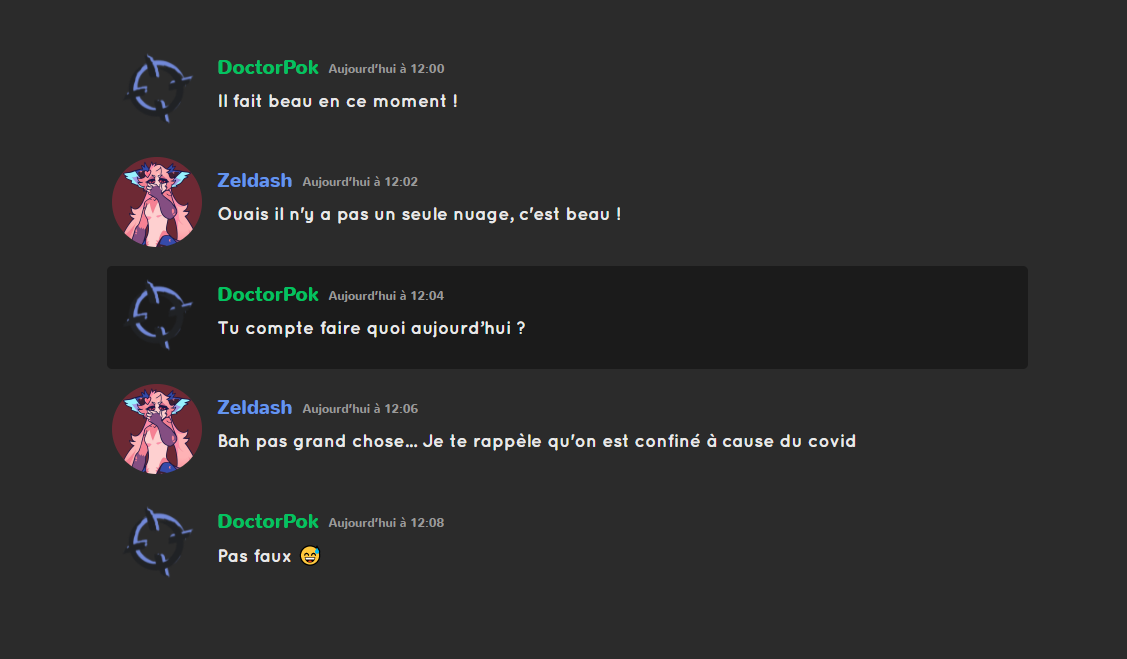 DoctorPok Aujourd'hui à 12:00
Il fait beau en ce moment !
Zeldash Aujourd'hui à 12:02
Ouais il n'y a pas un seule nuage, c'est beau !
DoctorPok Aujourd'hui à 12:04
Tu compte faire quoi aujourd'hui ?
Zeldash Aujourd'hui à 12:06
Bah pas grand chose... Je te rappèle qu'on est confiné à cause du covid
DoctorPok Aujourd'hui à 12:08
Pas faux 😅